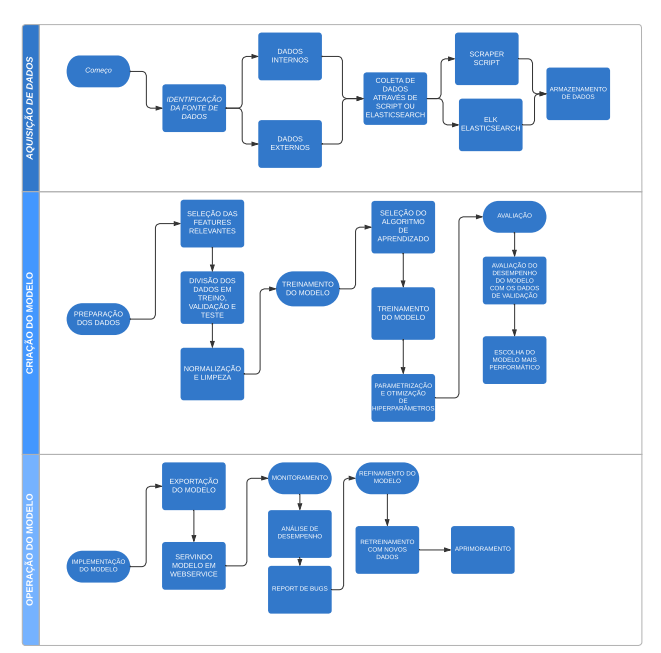 AQUISIÇÃO DE DADOS
Começo
IDENTIFICAÇÃO
DA FONTE DE
DADOS
DADOS
INTERNOS
DADOS
EXTERNOS
COLETA DE
DADOS
ATRAVÉS DE
SCRIPT OU
ELASTICSEARCH
SCRAPER
SCRIPT
ELK
ELASTICSEARCH
ARMAZENAMENTO
DE DADOS
CRIAÇÃO DO MODELO
PREPARAÇÃO
DOS DADOS
SELEÇÃO DAS
FEATURES
RELEVANTES
DIVISÃO DOS
DADOS EM
TREINO,
VALIDAÇÃO E
TESTE
NORMALIZAÇÃO
E LIMPEZA
TREINAMENTO
DO MODELO
SELEÇÃO DO
ALGORITMO
DE
APRENDIZADO
TREINAMENTO
DO MODELO
PARAMETRIZAÇÃO
E OTIMIZAÇÃO
DE
HIPERPARÂMETROS
AVALIAÇÃO
AVALIAÇÃO DO
DESEMPENHO
DO MODELO
COM OS DADOS
DE VALIDAÇÃO
ESCOLHA DO
MODELO MAIS
PERFORMÁTICO
OPERAÇÃO DO MODELO
IMPLEMENTAÇÃO
DO MODELO
EXPORTAÇÃO
DO MODELO
SERVINDO
MODELO EM
WEBSERVICE
MONITORAMENTO
ANÁLISE DE
DESEMPENHO
REPORT DE BUGS
REFINAMENTO DO
MODELO
RETREINAMENTO
COM NOVOS
DADOS
APRIMORAMENTO